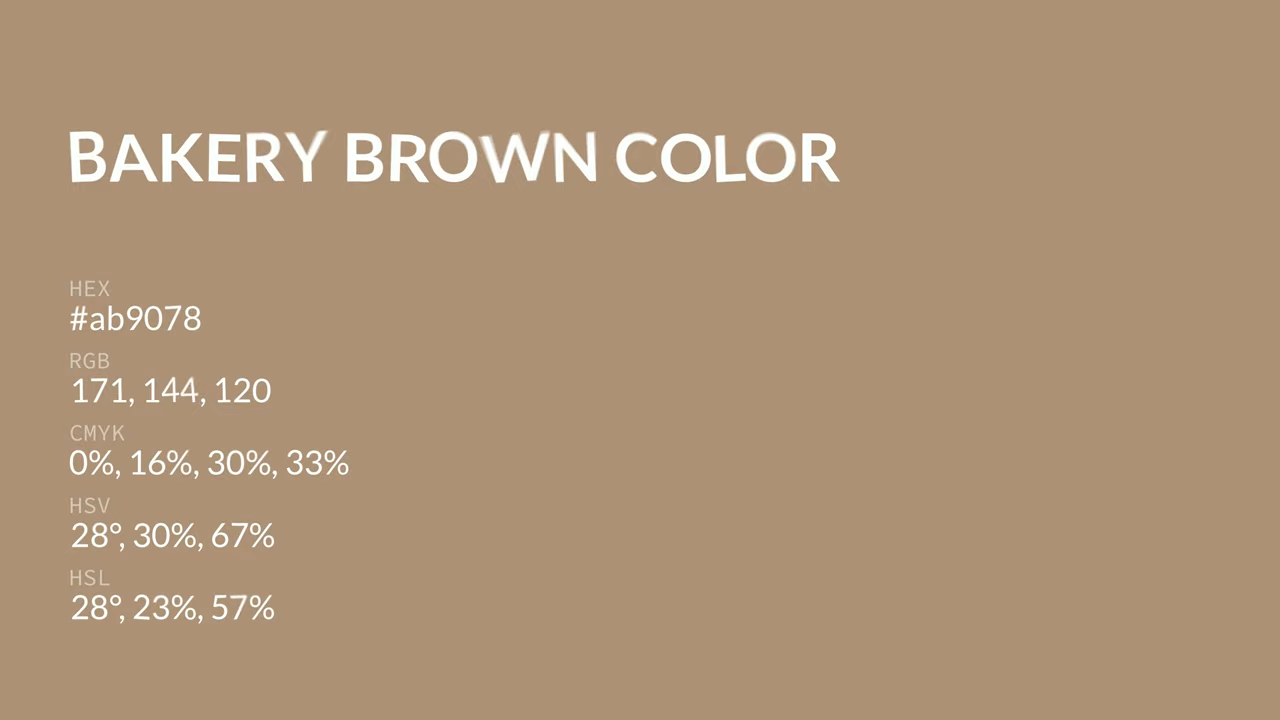 BAKERY BROWN COLOR
HEX
#ab9078
RGB
171, 144, 120
CMYK
0%, 16%, 30%, 33%
HSV
28°, 30%, 67%
HSL
28°, 23%, 57%